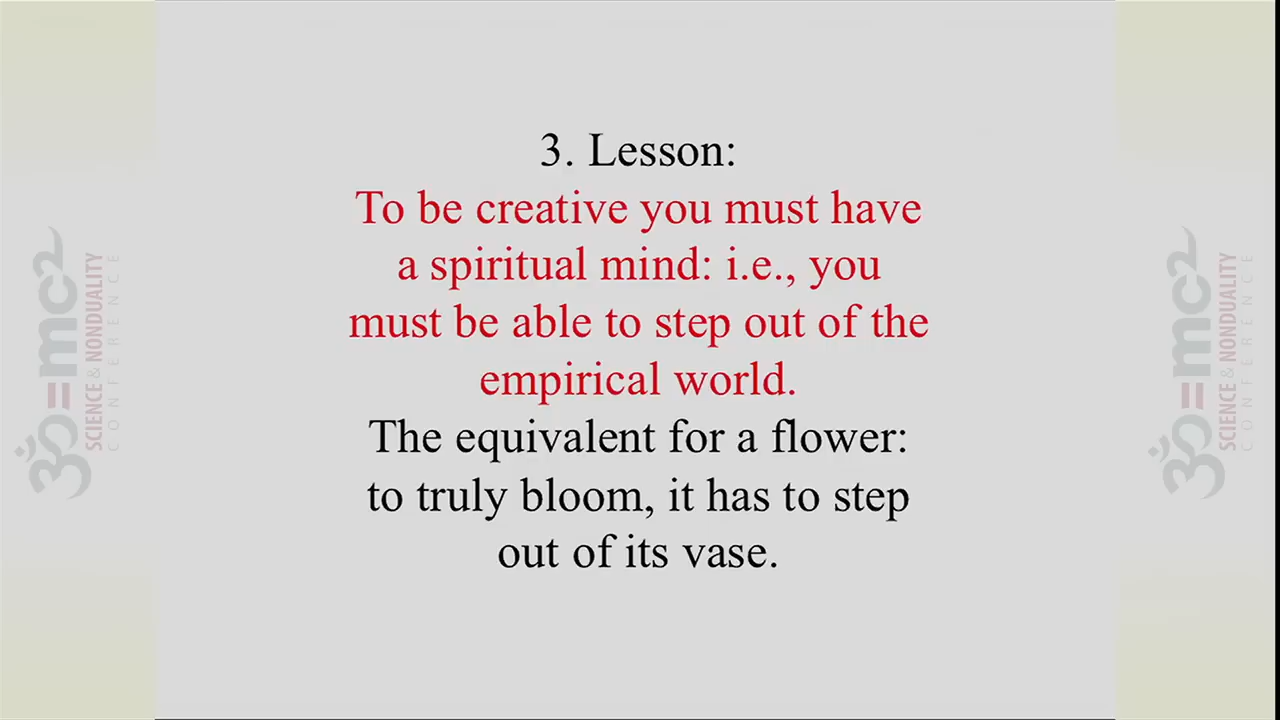 3. Lesson:
To be creative you must have
a spiritual mind: i.e., you
must be able to step out of the
empirical world.
The equivalent for a flower:
to truly bloom, it has to step
out of its vase.
ॐ=mc2
SCIENCE & NONDUALITY
CONFERENCE
ॐ=mc2
SCIENCE & NONDUALITY
CONFERENCE